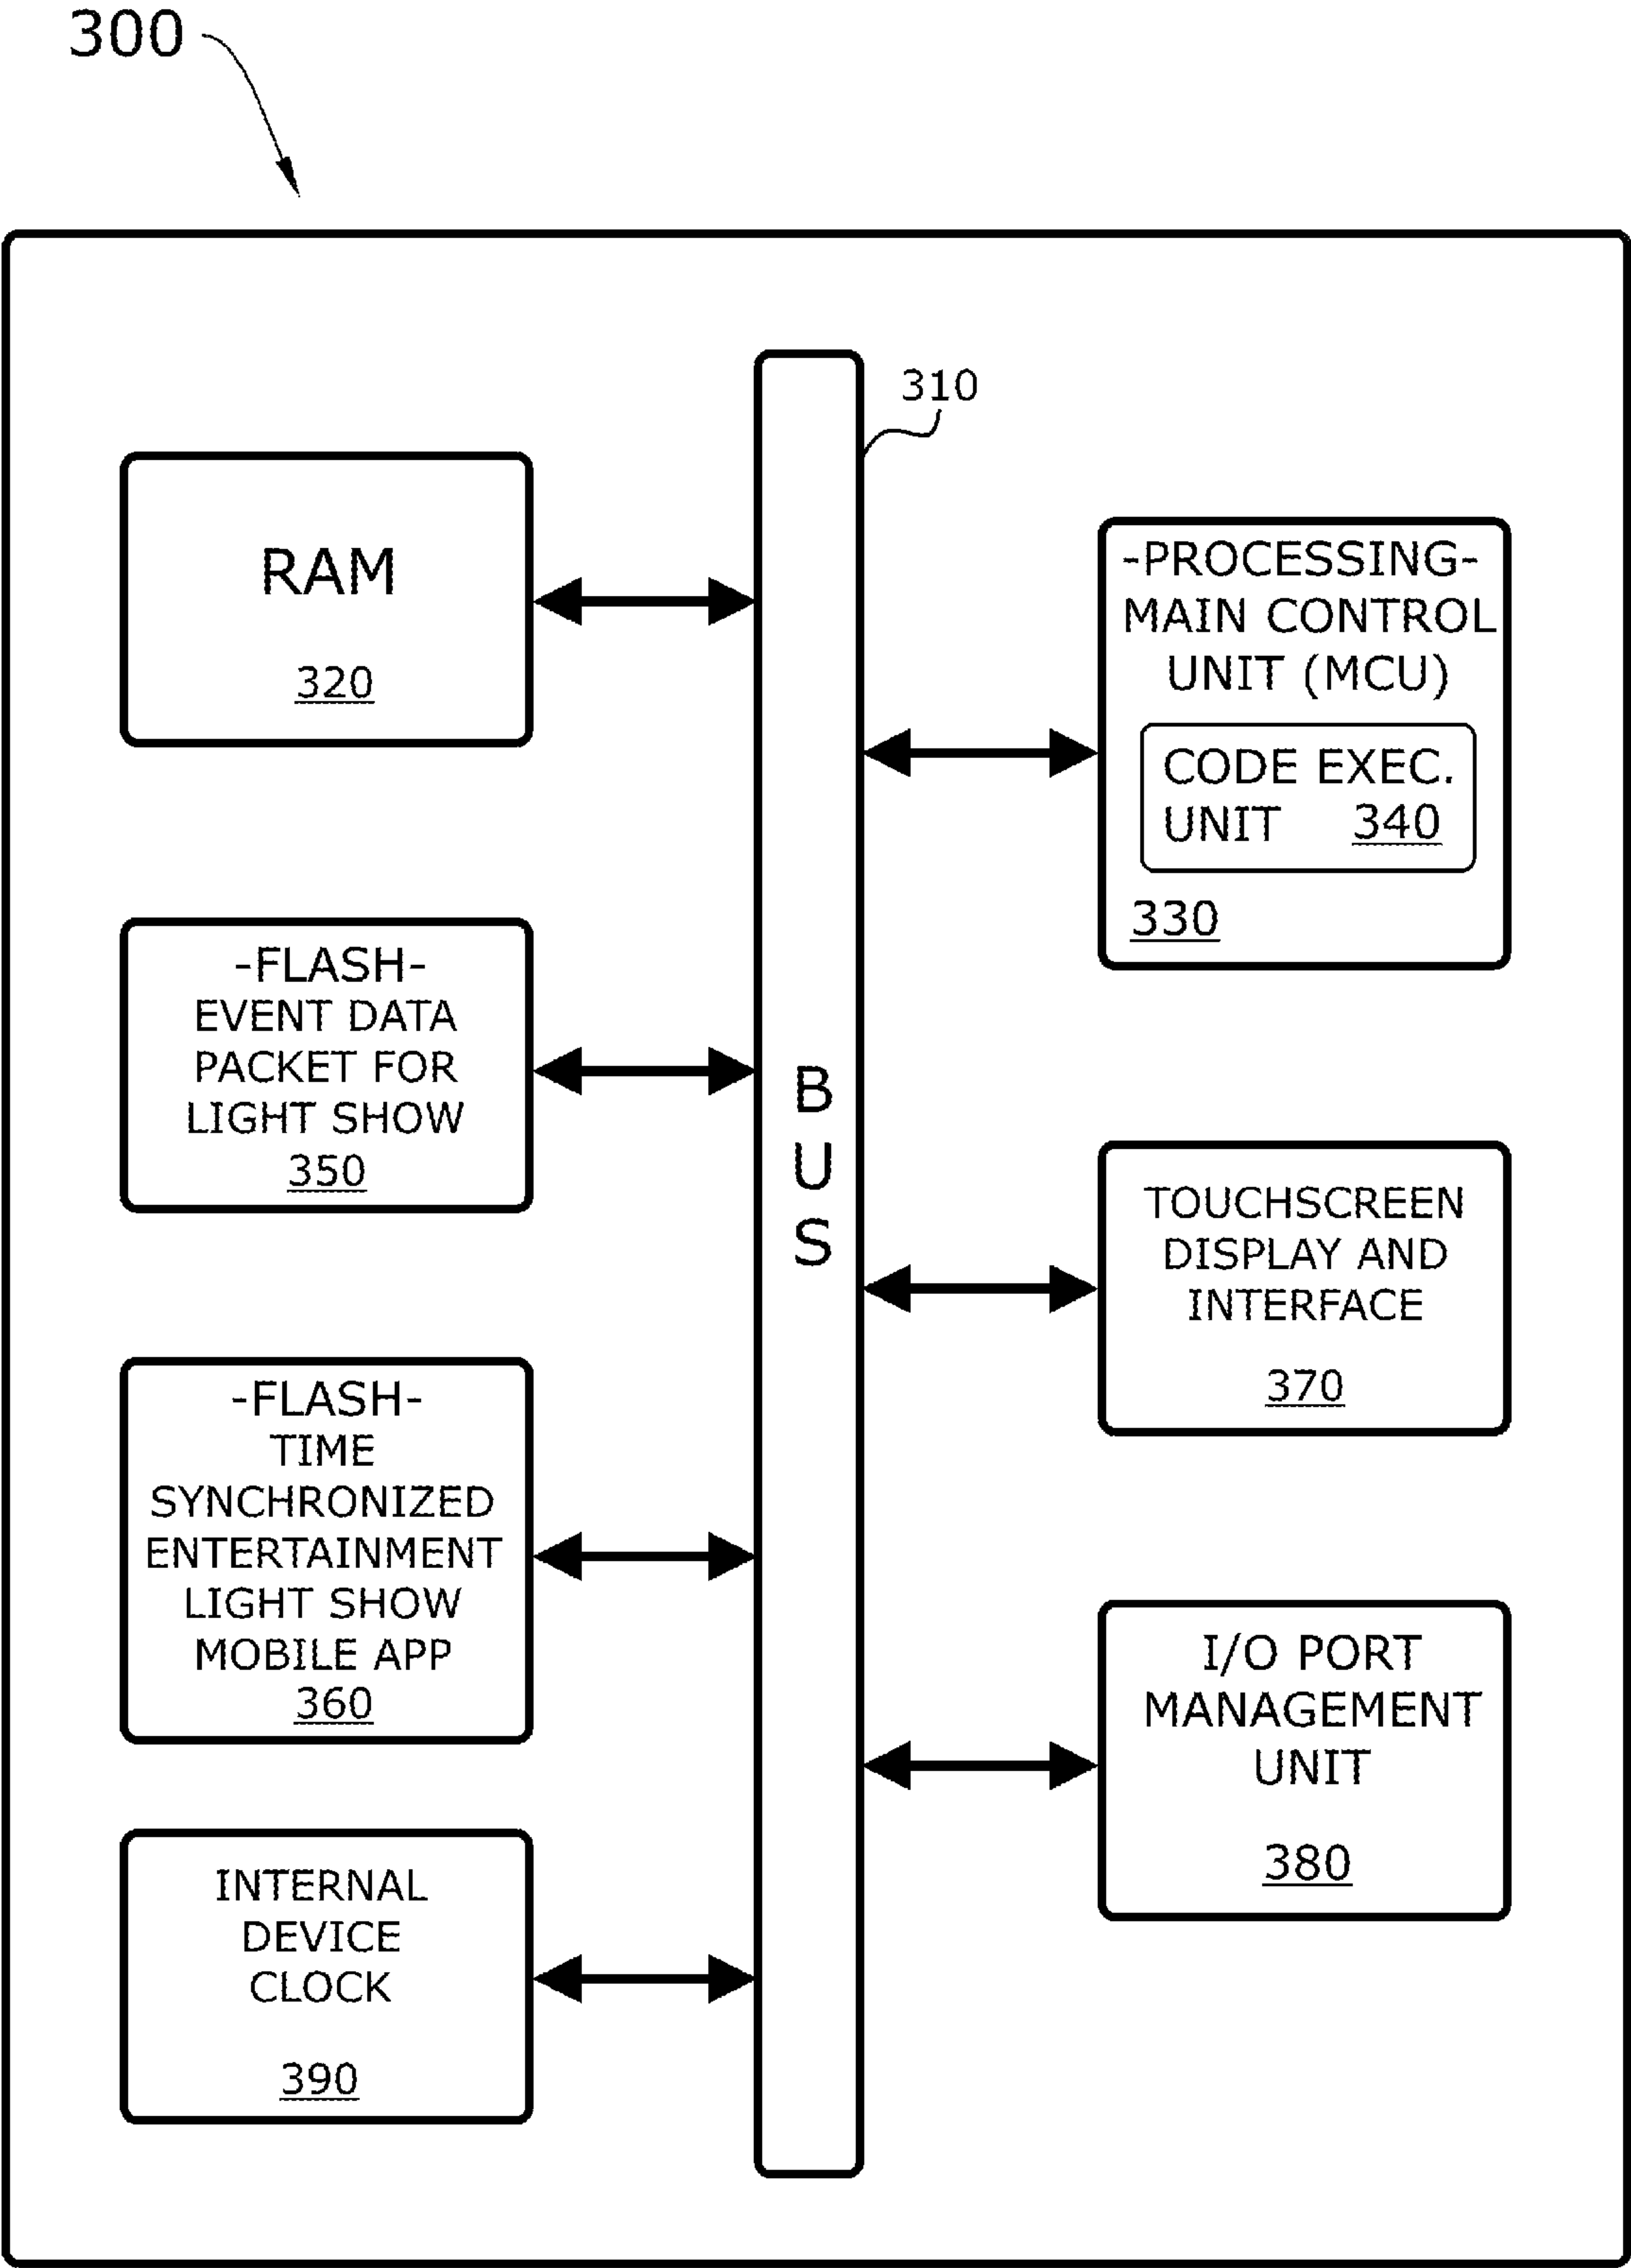 300
310
RAM
320
-PROCESSING-
MAIN CONTROL
UNIT (MCU)
CODE EXEC.
UNIT 340
330
-FLASH-
EVENT DATA
PACKET FOR
LIGHT SHOW
350
B
U
S
TOUCHSCREEN
DISPLAY AND
INTERFACE
370
-FLASH-
TIME
SYNCHRONIZED
ENTERTAINMENT
LIGHT SHOW
MOBILE APP
360
I/O PORT
MANAGEMENT
UNIT
380
INTERNAL
DEVICE
CLOCK
390